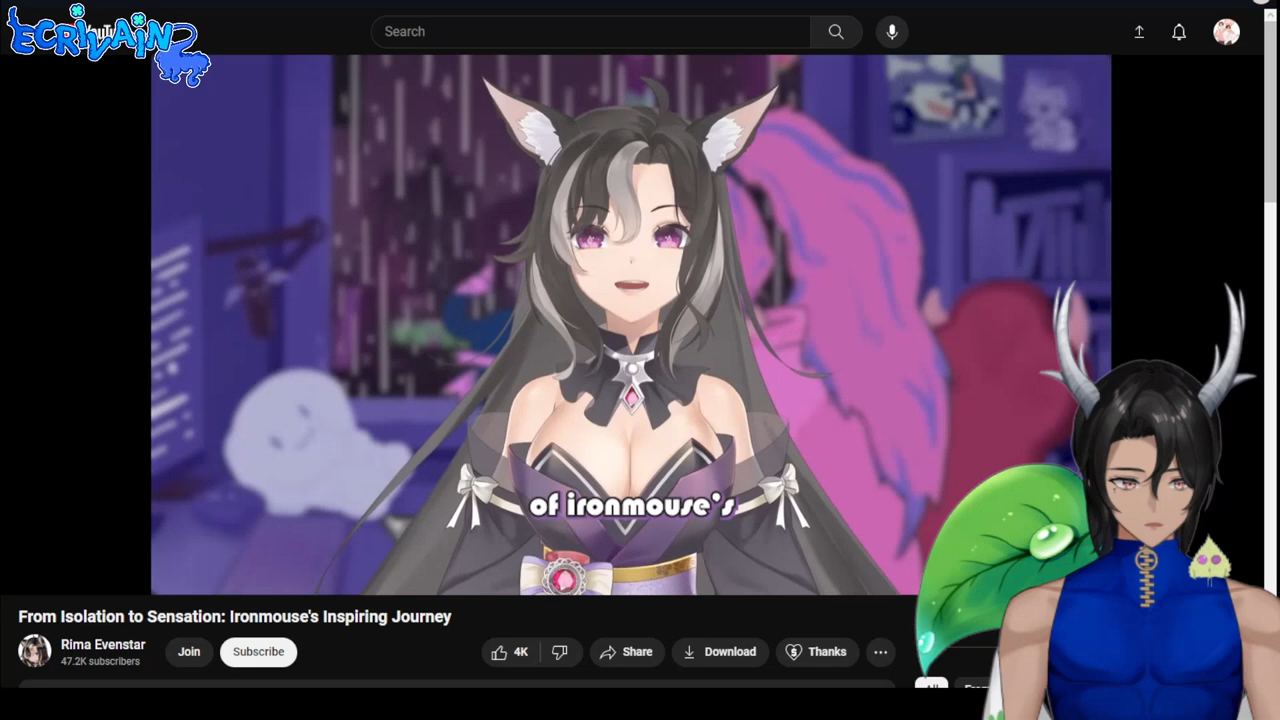 ECRIVAIN
Search
of ironmouse's
From Isolation to Sensation: Ironmouse's Inspiring Journey
Rima Evenstar
47.2K subscribers
Join
Subscribe
4K
Share
Download
Thanks
All